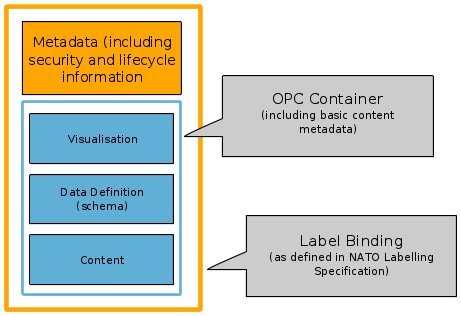 Metadata (including
security and lifecycle
information
Visualisation
Data Definition
(schema)
Content
OPC Container
(including basic content
metadata)
Label Binding
(as defined in NATO Labelling
Specification)